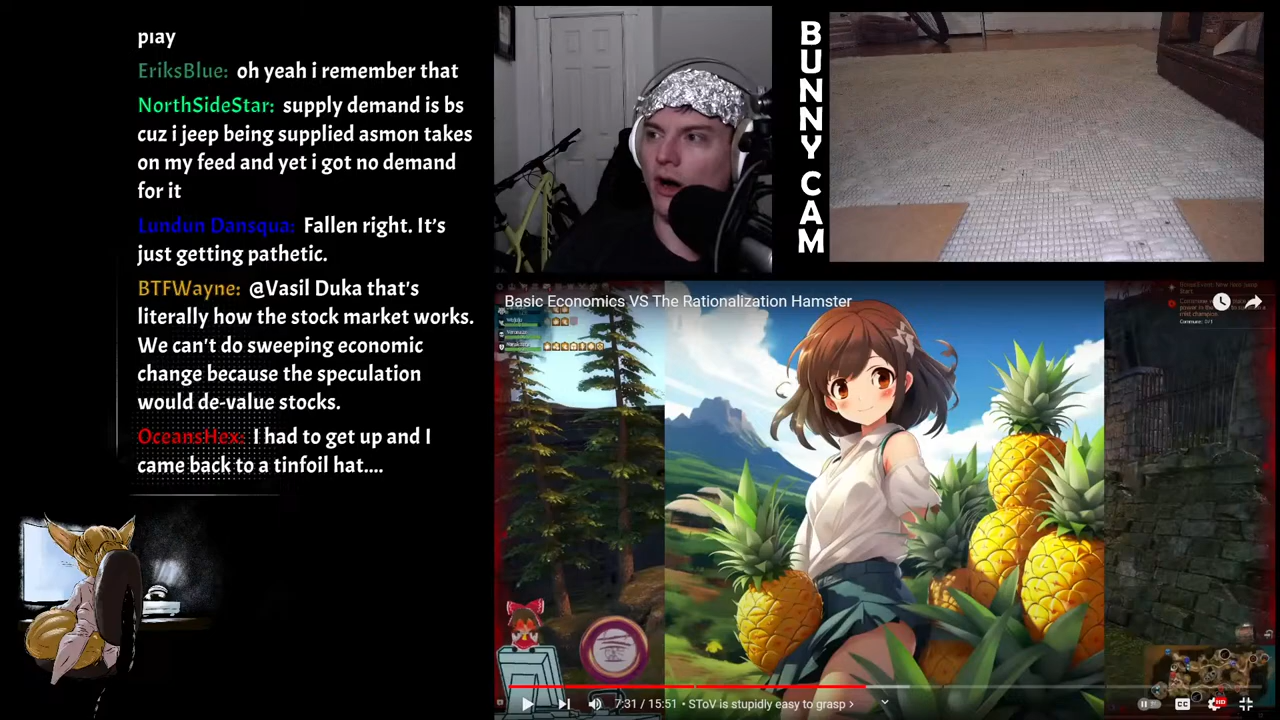 play
EriksBlue: oh yeah i remember that
NorthSideStar: supply demand is bs
cuz i jeep being supplied asmon takes
on my feed and yet i got no demand
for it
Lundun Dansqua: Fallen right. It's
just getting pathetic.
BTFWayne: @Vasil Duka that's
literally how the stock market works.
We can't do sweeping economic
change because the speculation
would de-value stocks.
OceansHex: I had to get up and I
came back to a tinfoil hat....
BUNNY CAM
Basic Economics VS The Rationalization Hamster
7:31 / 15:51 • SToV is stupidly easy to grasp ›
CC
HD